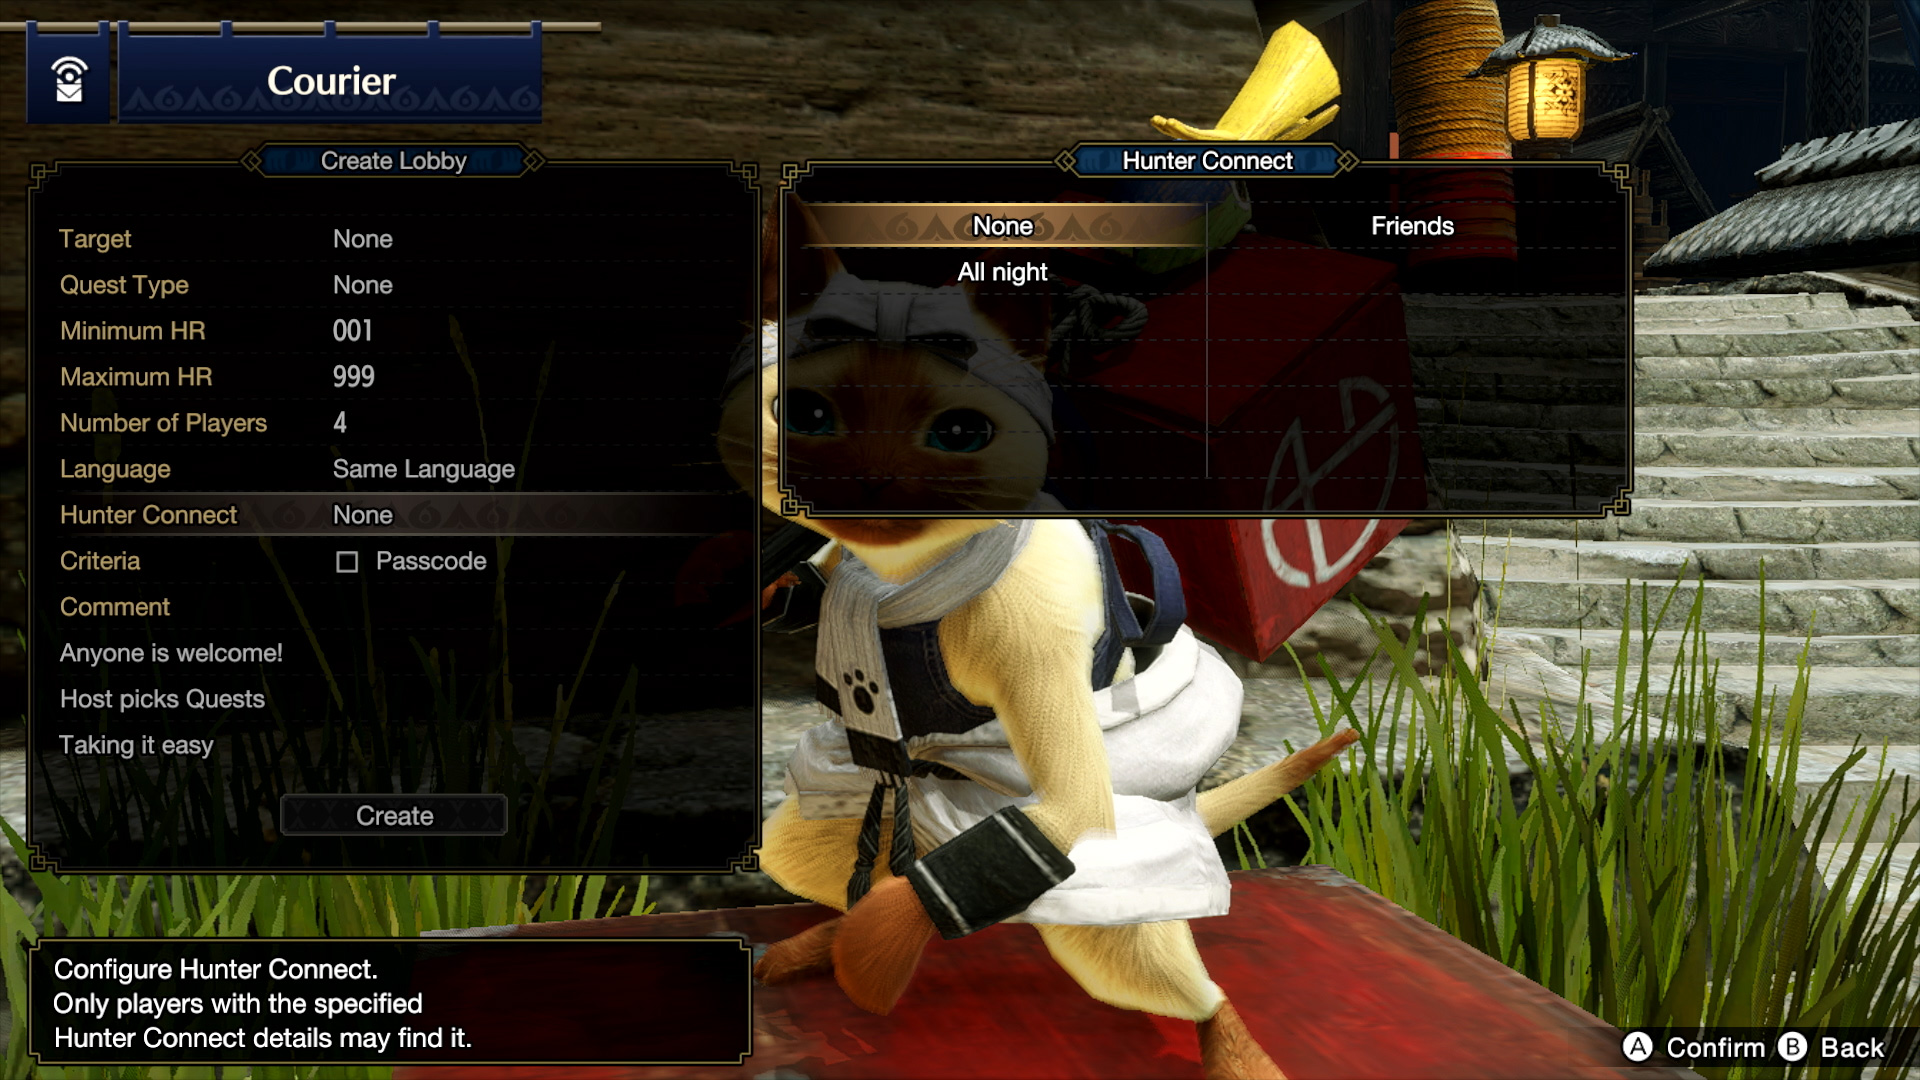 Courier
Create Lobby
Target None
Quest Type None
Minimum HR 001
Maximum HR 999
Number of Players 4
Language Same Language
Hunter Connect None
Criteria Passcode
Comment
Anyone is welcome!
Host picks Quests
Taking it easy
Create
Hunter Connect
None Friends
All night
Configure Hunter Connect.
Only players with the specified
Hunter Connect details may find it.
A Confirm B Back